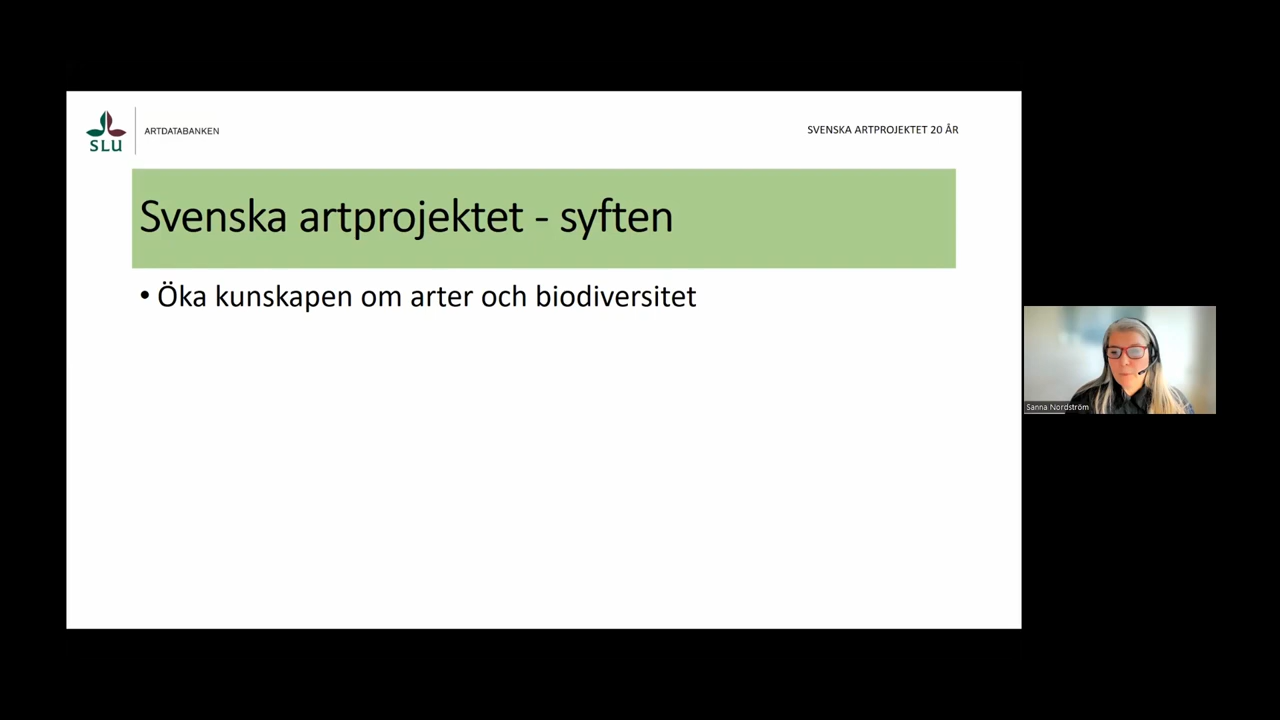 SLU
ARTDATABANKEN
SVENSKA ARTPROJEKTET 20 ÅR
Svenska artprojektet - syften
• Öka kunskapen om arter och biodiversitet
Sanna Nordström